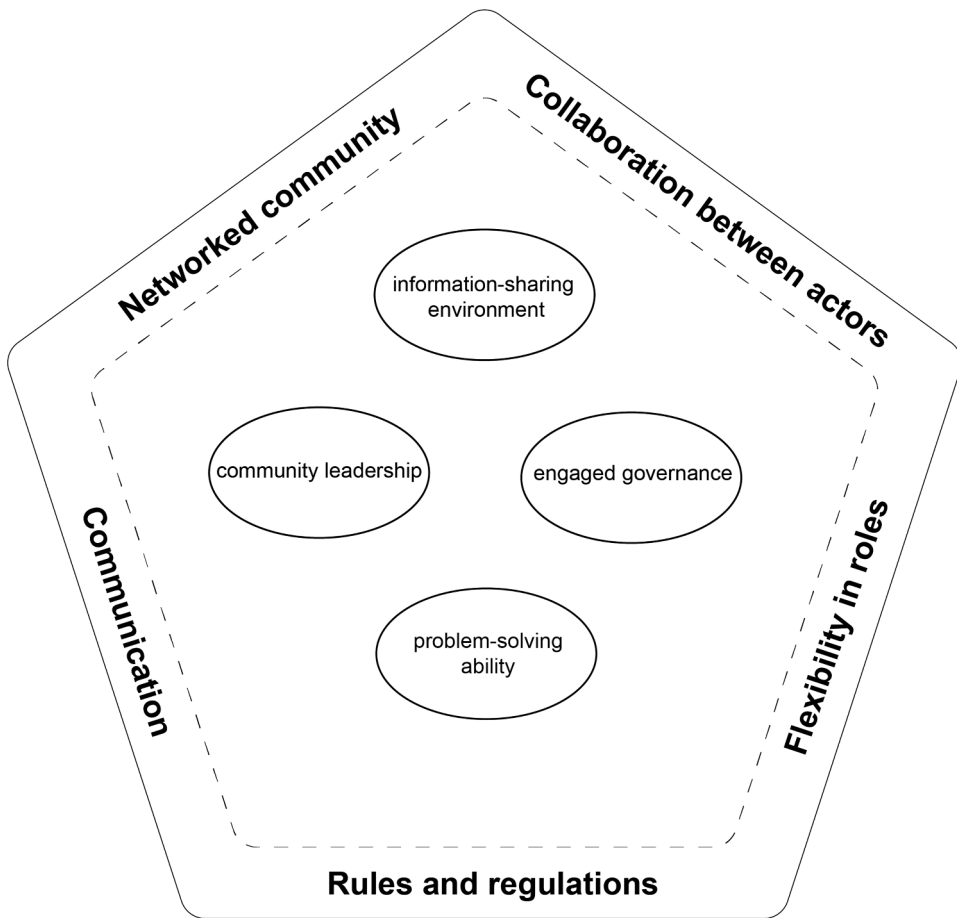 Networked community
Collaboration between actors
information-sharing
environment
community leadership
engaged governance
Communication
Flexibility in roles
problem-solving
ability
Rules and regulations